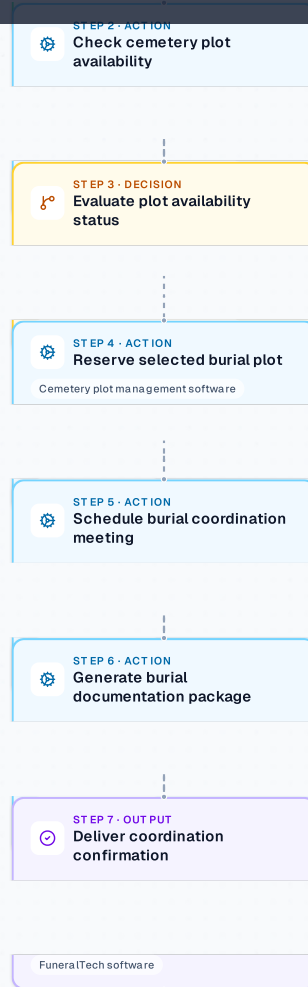 STEP 2 · ACTION
Check cemetery plot
availability
STEP 3 · DECISION
Evaluate plot availability
status
STEP 4 · ACTION
Reserve selected burial plot
Cemetery plot management software
STEP 5 · ACTION
Schedule burial coordination
meeting
STEP 6 · ACTION
Generate burial
documentation package
STEP 7 · OUTPUT
Deliver coordination
confirmation
FuneralTech software